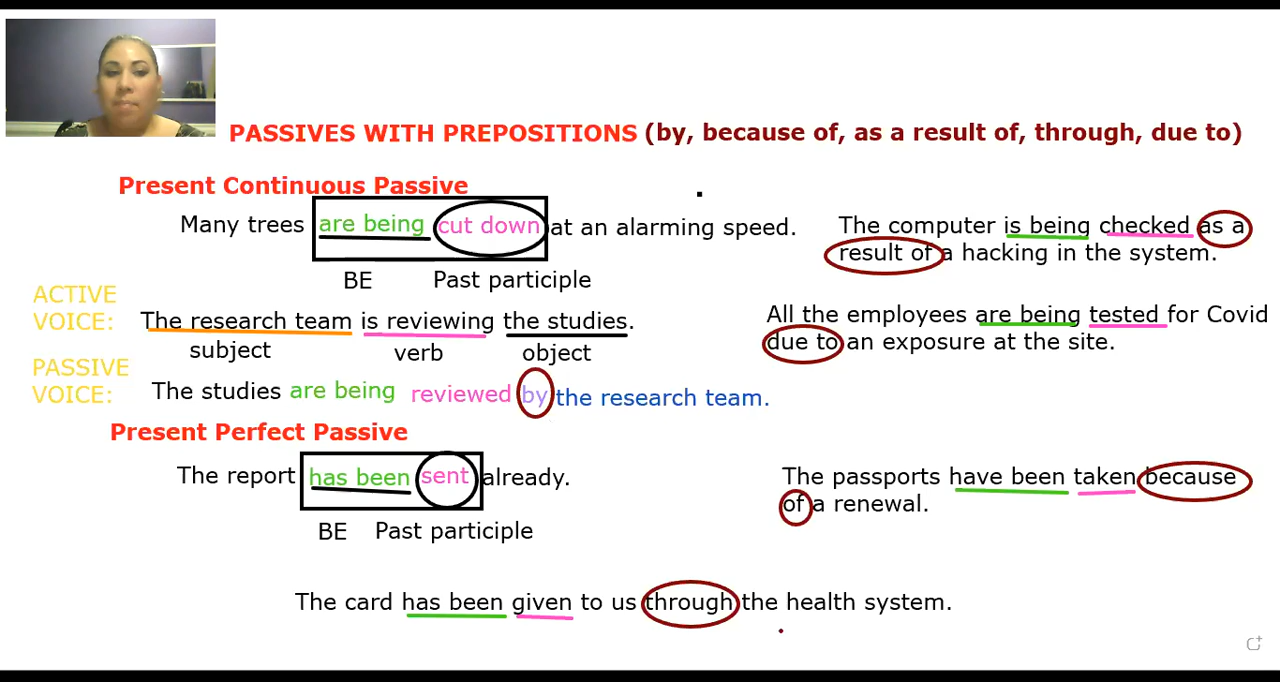 PASSIVES WITH PREPOSITIONS (by, because of, as a result of, through, due to)
Present Continuous Passive
Many trees are being cut down at an alarming speed.
BE Past participle
The computer is being checked as a
result of a hacking in the system.
ACTIVE
VOICE: The research team is reviewing the studies.
subject verb object
All the employees are being tested for Covid
due to an exposure at the site.
PASSIVE
VOICE: The studies are being reviewed by the research team.
Present Perfect Passive
The report has been sent already.
BE Past participle
The passports have been taken because
of a renewal.
The card has been given to us through the health system.